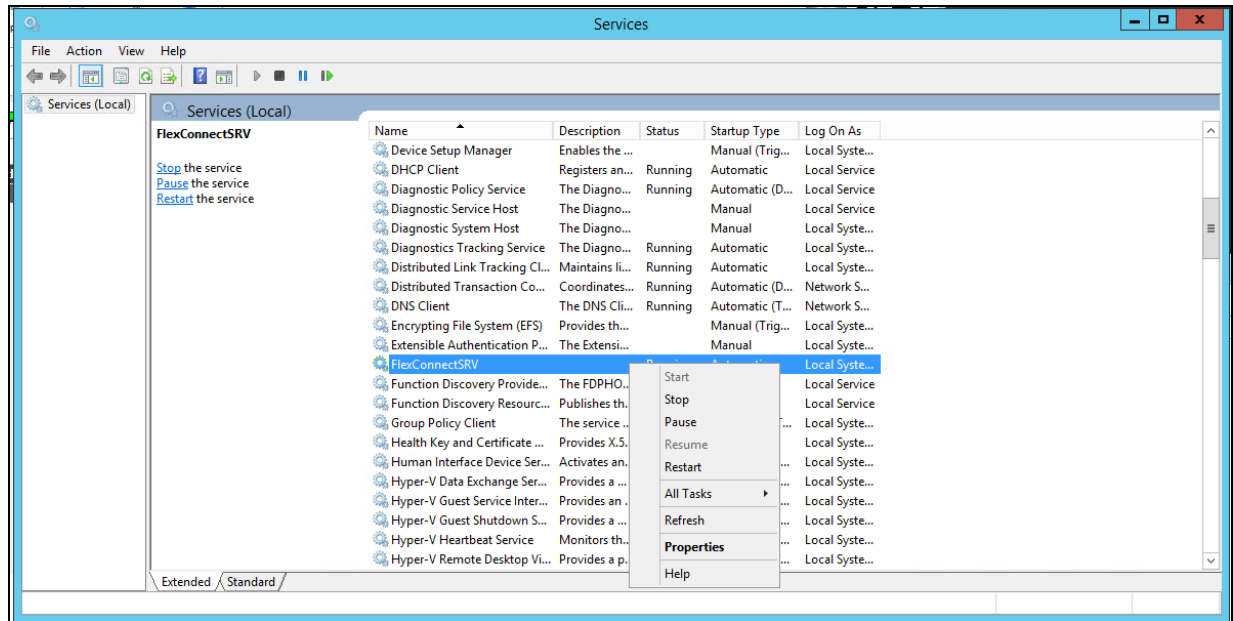 Services
File Action View Help
Services (Local)
Services (Local)
FlexConnectSRV
Stop the service
Pause the service
Restart the service
Name Description Status Startup Type Log On As
Device Setup Manager Enables the ... Manual (Trig... Local Syste...
DHCP Client Registers an... Running Automatic Local Service
Diagnostic Policy Service The Diagno... Running Automatic (D... Local Service
Diagnostic Service Host The Diagno... Manual Local Service
Diagnostic System Host The Diagno... Manual Local Syste...
Diagnostics Tracking Service The Diagno... Running Automatic Local Syste...
Distributed Link Tracking Cl... Maintains li... Running Automatic Local Syste...
Distributed Transaction Co... Coordinates... Running Automatic (D... Network S...
DNS Client The DNS Cli... Running Automatic (T... Network S...
Encrypting File System (EFS) Provides th... Manual (Trig... Local Syste...
Extensible Authentication P... The Extensi... Manual Local Syste...
FlexConnectSRV Local Syste...
Function Discovery Provide... The FDPHO.. Local Service
Function Discovery Resourc... Publishes th. Local Service
Group Policy Client The service .. ... Local Syste...
Health Key and Certificate ... Provides X.5. Local Syste...
Human Interface Device Ser... Activates an. ... Local Syste...
Hyper-V Data Exchange Ser... Provides a ... ... Local Syste...
Hyper-V Guest Service Inter... Provides an . ... Local Syste...
Hyper-V Guest Shutdown S... Provides a ... ... Local Syste...
Hyper-V Heartbeat Service Monitors th.. ... Local Syste...
Hyper-V Remote Desktop Vi... Provides a p. ... Local Syste...
Start
Stop
Pause
Resume
Restart
All Tasks
Refresh
Properties
Help
Extended Standard